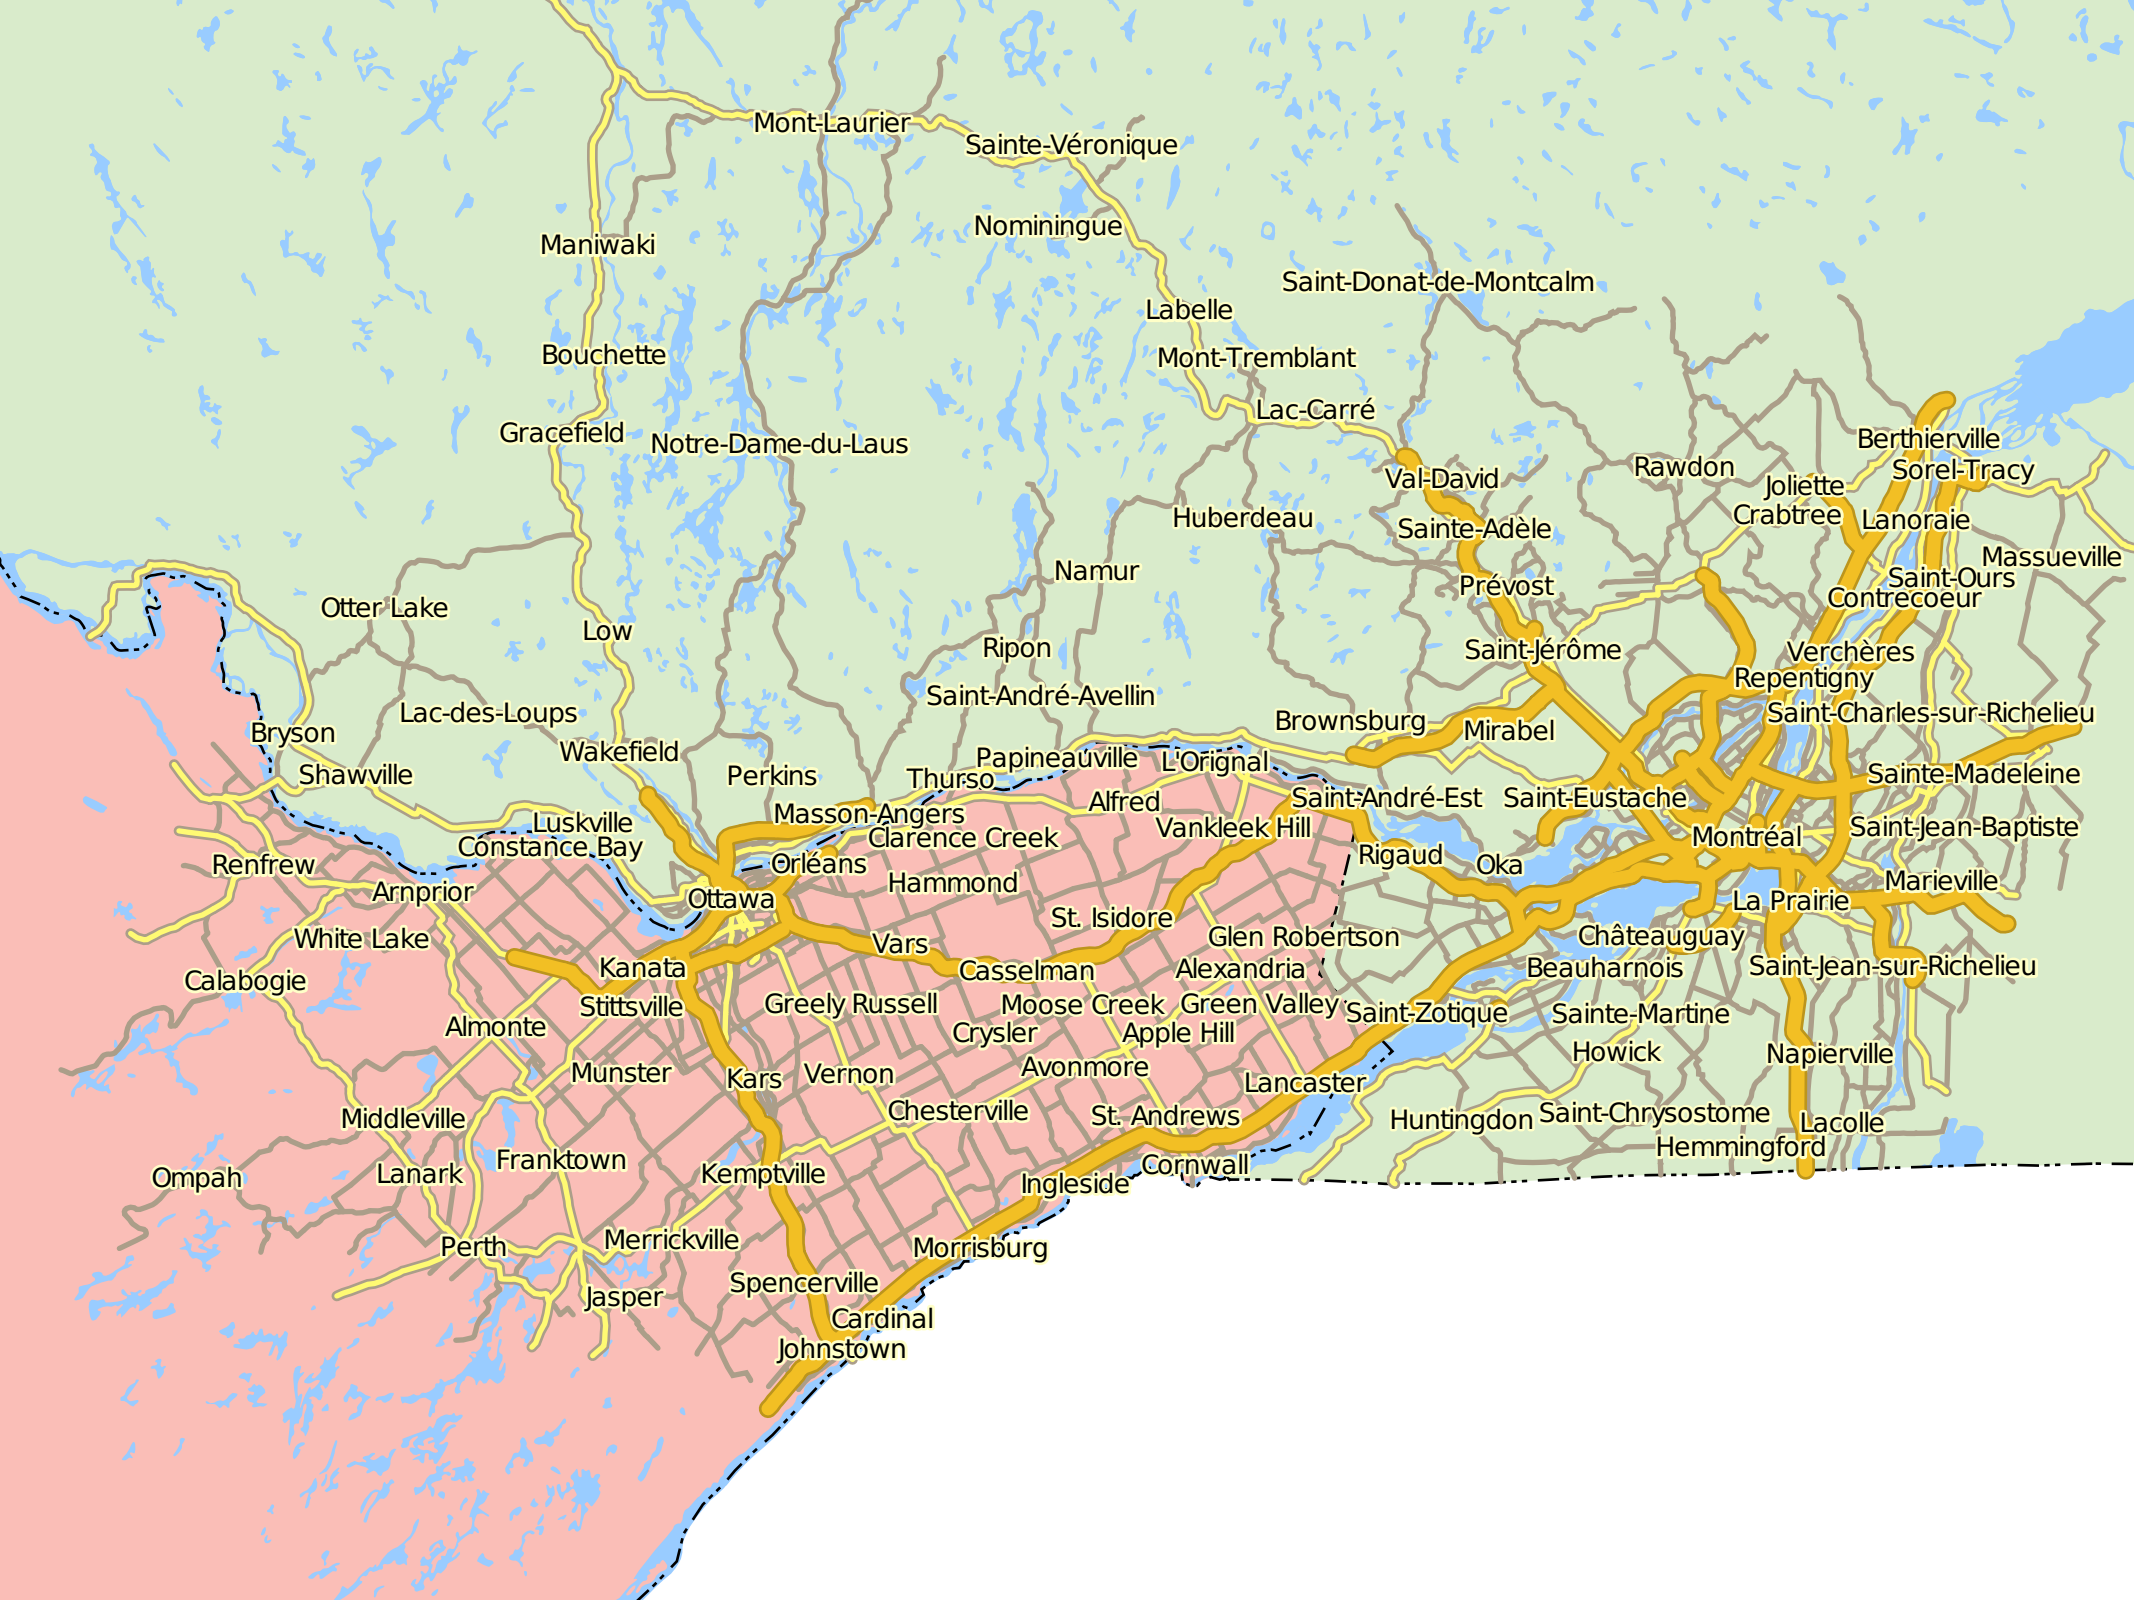 Mont-Laurier
Sainte-Véronique
Nominingue
Maniwaki
Saint-Donat-de-Montcalm
Labelle
Bouchette
Mont-Tremblant
Lac-Carré
Gracefield
Notre-Dame-du-Laus
Berthierville
Rawdon
Sorel-Tracy
Val-David
Joliette
Huberdeau
Crabtree
Lanoraie
Sainte-Adèle
Massueville
Namur
Saint-Ours
Prévost
Contrecoeur
Otter Lake
Low
Ripon
Saint-Jérôme
Verchères
Repentigny
Saint-André-Avellin
Lac-des-Loups
Saint-Charles-sur-Richelieu
Brownsburg
Mirabel
Bryson
Wakefield
Papineauville
L'Orignal
Shawville
Perkins
Thurso
Sainte-Madeleine
Saint-André-Est
Saint-Eustache
Alfred
Masson-Angers
Luskville
Vankleek Hill
Saint-Jean-Baptiste
Clarence Creek
Montréal
Constance Bay
Rigaud
Renfrew
Orléans
Oka
Hammond
Marieville
Arnprior
Ottawa
La Prairie
St. Isidore
White Lake
Vars
Glen Robertson
Châteauguay
Kanata
Casselman
Alexandria
Beauharnois
Saint-Jean-sur-Richelieu
Calabogie
Stittsville
Greely
Russell
Moose Creek
Green Valley
Saint-Zotique
Sainte-Martine
Almonte
Crysler
Apple Hill
Howick
Napierville
Munster
Kars
Vernon
Avonmore
Lancaster
Middleville
Chesterville
St. Andrews
Huntingdon
Saint-Chrysostome
Lacolle
Hemmingford
Franktown
Ompah
Lanark
Kemptville
Cornwall
Ingleside
Perth
Merrickville
Morrisburg
Spencerville
Jasper
Cardinal
Johnstown